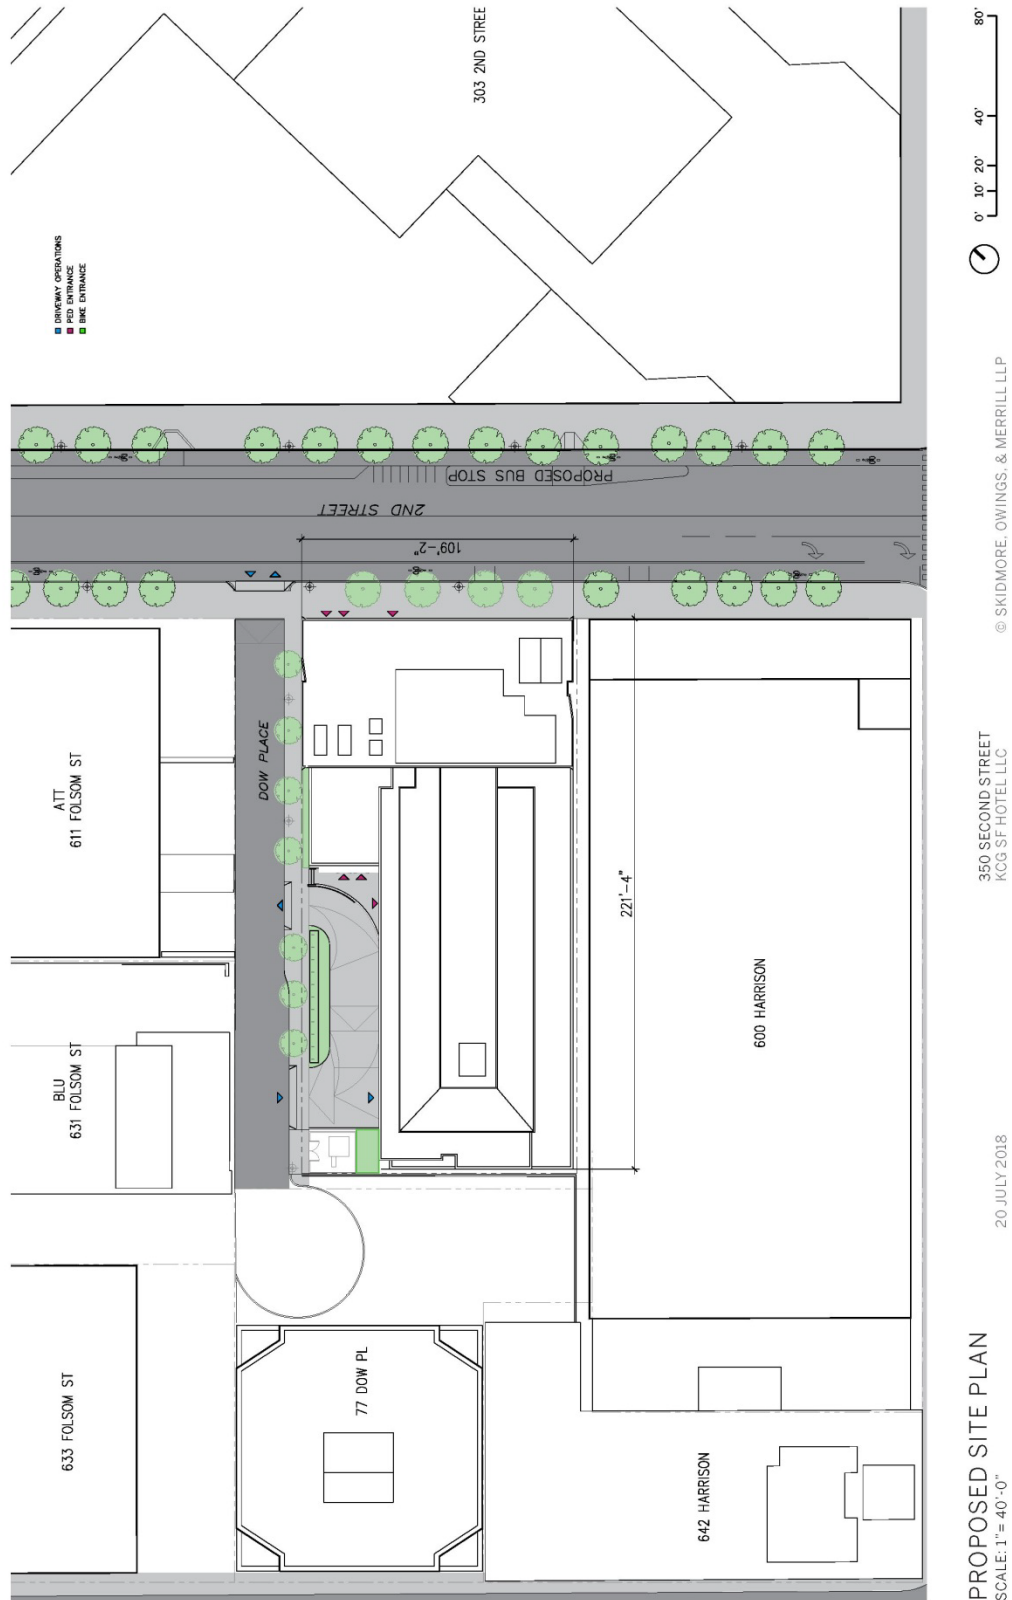 303 2ND STREE
DRIVEWAY OPERATIONS
PED ENTRANCE
BIKE ENTRANCE
PROPOSED BUS STOP
2ND STREET
109'-2"
DOW PLACE
ATT
611 FOLSOM ST
BLU
631 FOLSOM ST
633 FOLSOM ST
77 DOW PL
221'-4"
600 HARRISON
642 HARRISON
PROPOSED SITE PLAN
SCALE: 1"= 40'-0"
20 JULY 2018
350 SECOND STREET
KCG SF HOTEL LLC
© SKIDMORE, OWINGS, & MERRILL LLP
0' 10' 20' 40' 80'